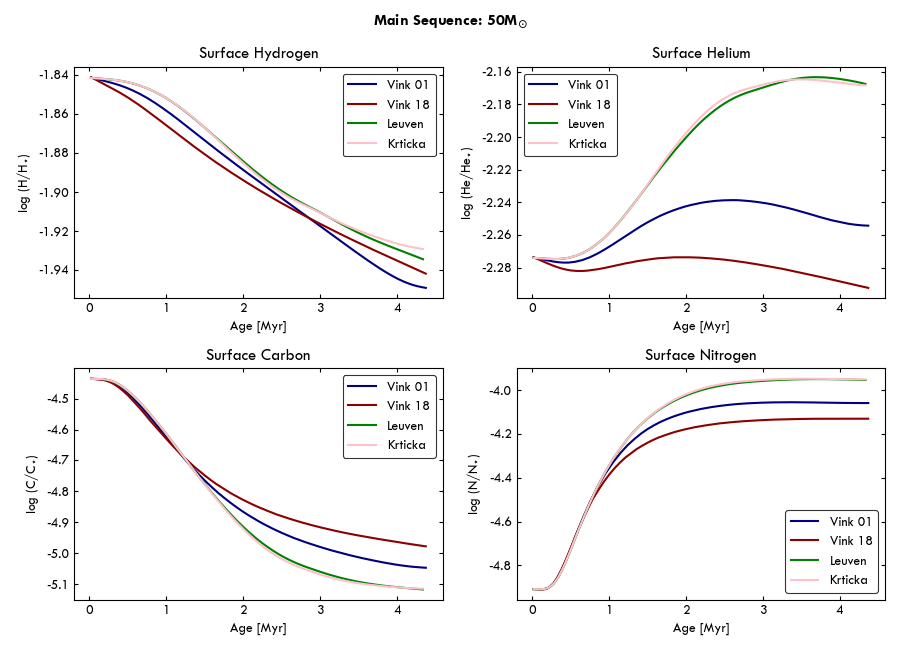 Main Sequence: 50M⊙
Surface Hydrogen
log (H/H⋆)
-1.84
-1.86
-1.88
-1.90
-1.92
-1.94
0 1 2 3 4
Age [Myr]
Vink 01
Vink 18
Leuven
Krticka
Surface Helium
log (He/He⋆)
-2.16
-2.18
-2.20
-2.22
-2.24
-2.26
-2.28
0 1 2 3 4
Age [Myr]
Vink 01
Vink 18
Leuven
Krticka
Surface Carbon
log (C/C⋆)
-4.5
-4.6
-4.7
-4.8
-4.9
-5.0
-5.1
0 1 2 3 4
Age [Myr]
Vink 01
Vink 18
Leuven
Krticka
Surface Nitrogen
log (N/N⋆)
-4.0
-4.2
-4.4
-4.6
-4.8
0 1 2 3 4
Age [Myr]
Vink 01
Vink 18
Leuven
Krticka